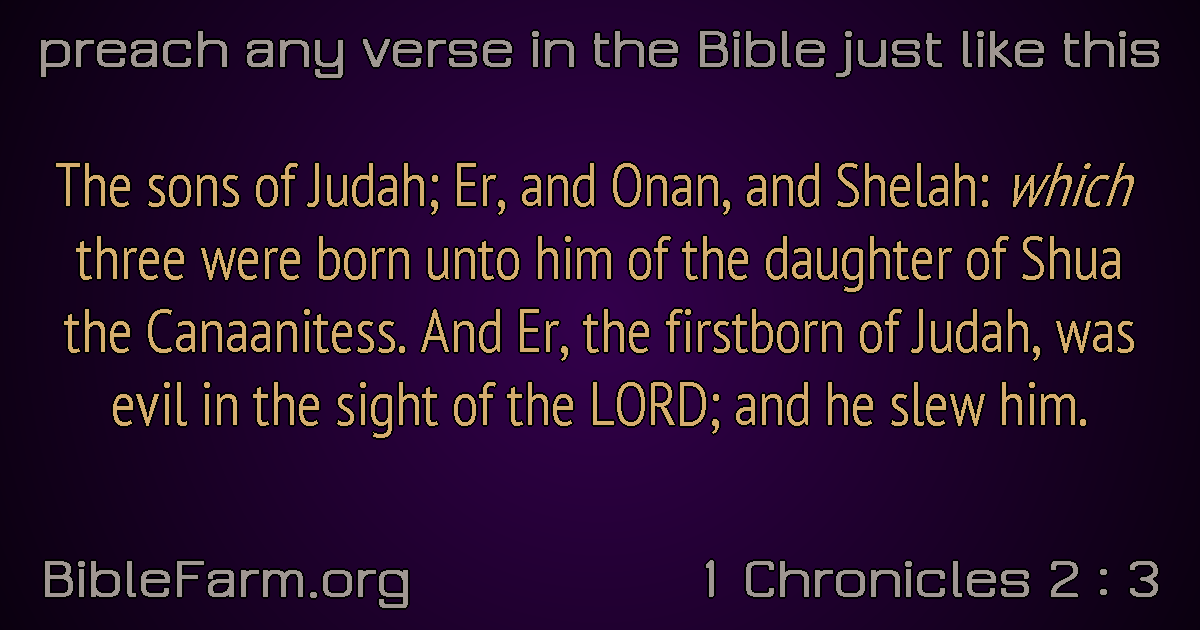 preach any verse in the Bible just like this
The sons of Judah; Er, and Onan, and Shelah: which
three were born unto him of the daughter of Shua
the Canaanitess. And Er, the firstborn of Judah, was
evil in the sight of the LORD; and he slew him.
BibleFarm.org
1 Chronicles 2 : 3